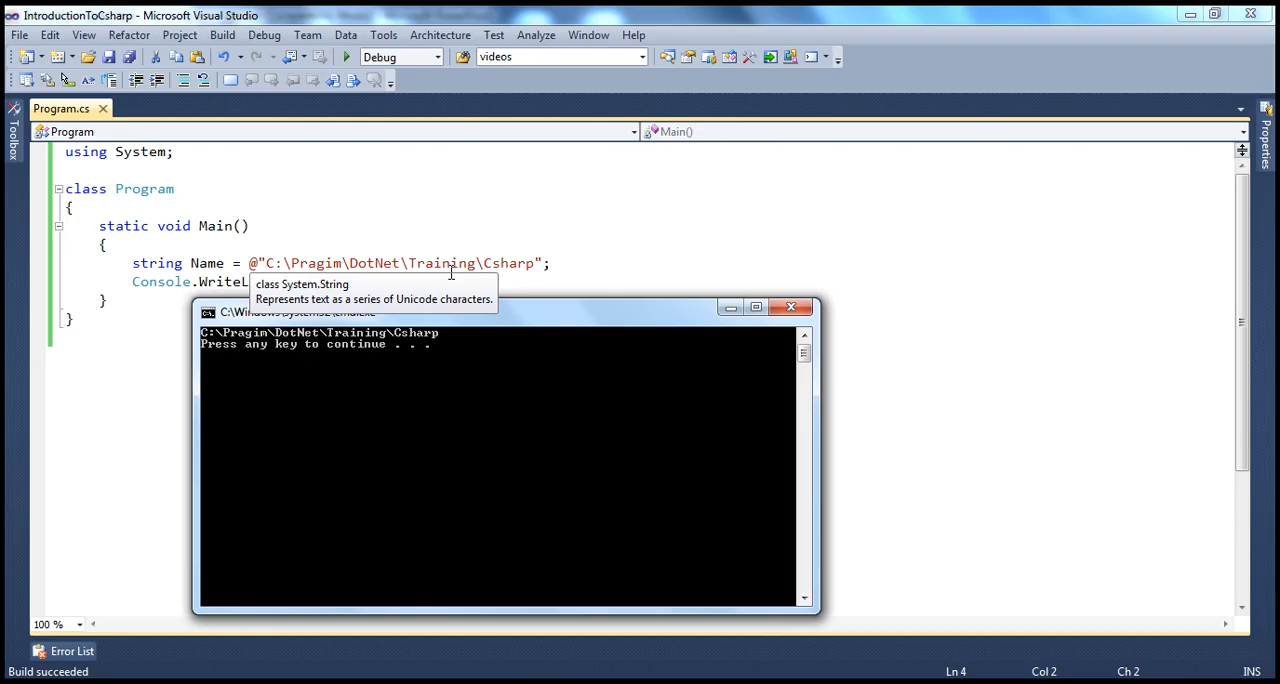 IntroductionToCsharp - Microsoft Visual Studio
File Edit View Refactor Project Build Debug Team Data Tools Architecture Test Analyze Window Help
Debug videos
Program.cs
Program Main()
Toolbox
Properties
using System;
class Program
{
static void Main()
{
string Name = @"C:\Pragim\DotNet\Training\Csharp";
Console.WriteL
class System.String
Represents text as a series of Unicode characters.
}
}
C:\Pragim\DotNet\Training\Csharp
Press any key to continue . . .
100 %
Error List
Build succeeded Ln 4 Col 2 Ch 2 INS